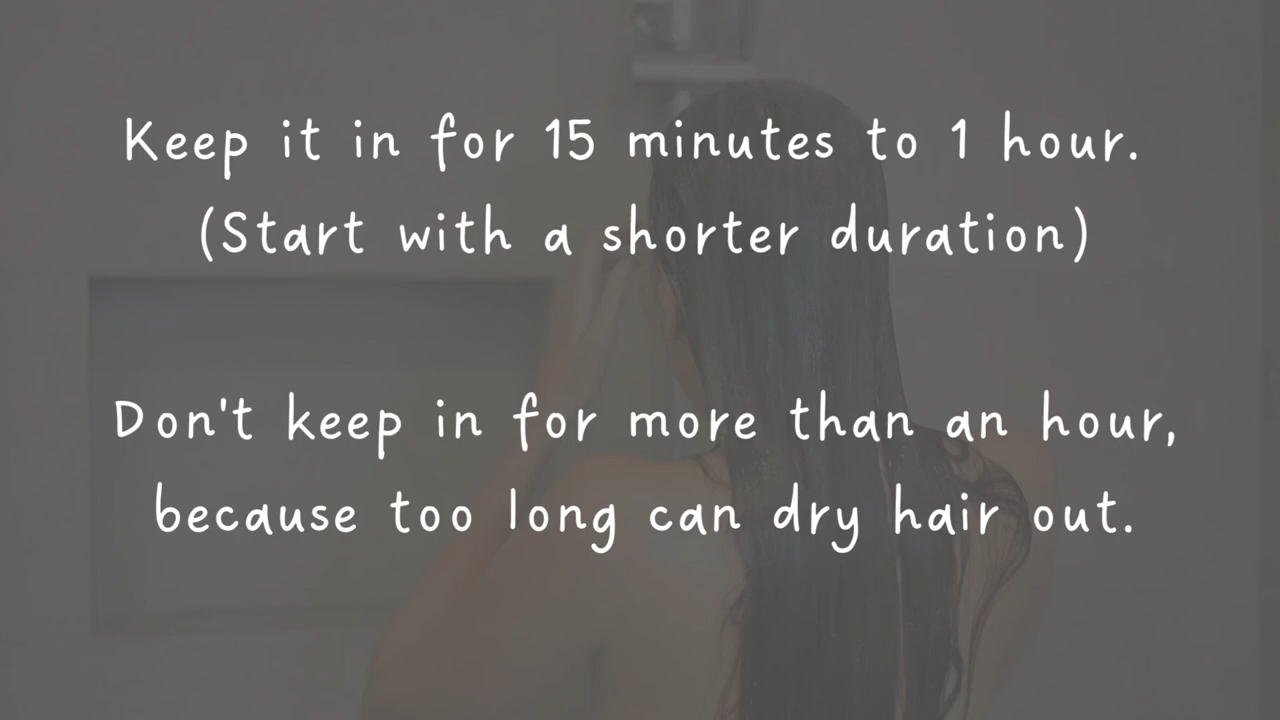 Keep it in for 15 minutes to 1 hour.
(Start with a shorter duration)
Don't keep in for more than an hour,
because too long can dry hair out.